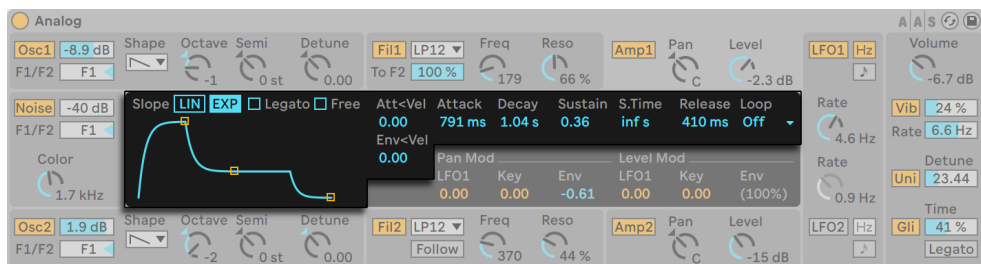 Analog
A A S
Osc1 -8.9 dB Shape Octave Semi Detune
F1/F2 F1 -1 0 st 0.00
Fil1 LP12 Freq Reso
To F2 100 % 179 66 %
Amp1 Pan Level
C -2.3 dB
LFO1 Hz
Volume
-6.7 dB
Noise -40 dB
F1/F2 F1
Color
1.7 kHz
Slope LIN EXP Legato Free
Att<Vel Attack Decay Sustain S.Time Release Loop
0.00 791 ms 1.04 s 0.36 inf s 410 ms Off
Env<Vel
0.00
Pan Mod Level Mod
LFO1 Key Env LFO1 Key Env
0.00 0.00 -0.61 0.00 0.00 (100%)
Rate
4.6 Hz
Rate
0.9 Hz
Vib 24 %
Rate 6.6 Hz
Detune
Uni 23.44
Time
Gli 41 %
Legato
Osc2 1.9 dB Shape Octave Semi Detune
F1/F2 F1 -2 0 st 0.00
Fil2 LP12 Freq Reso
Follow 370 44 %
Amp2 Pan Level
C -15 dB
LFO2 Hz